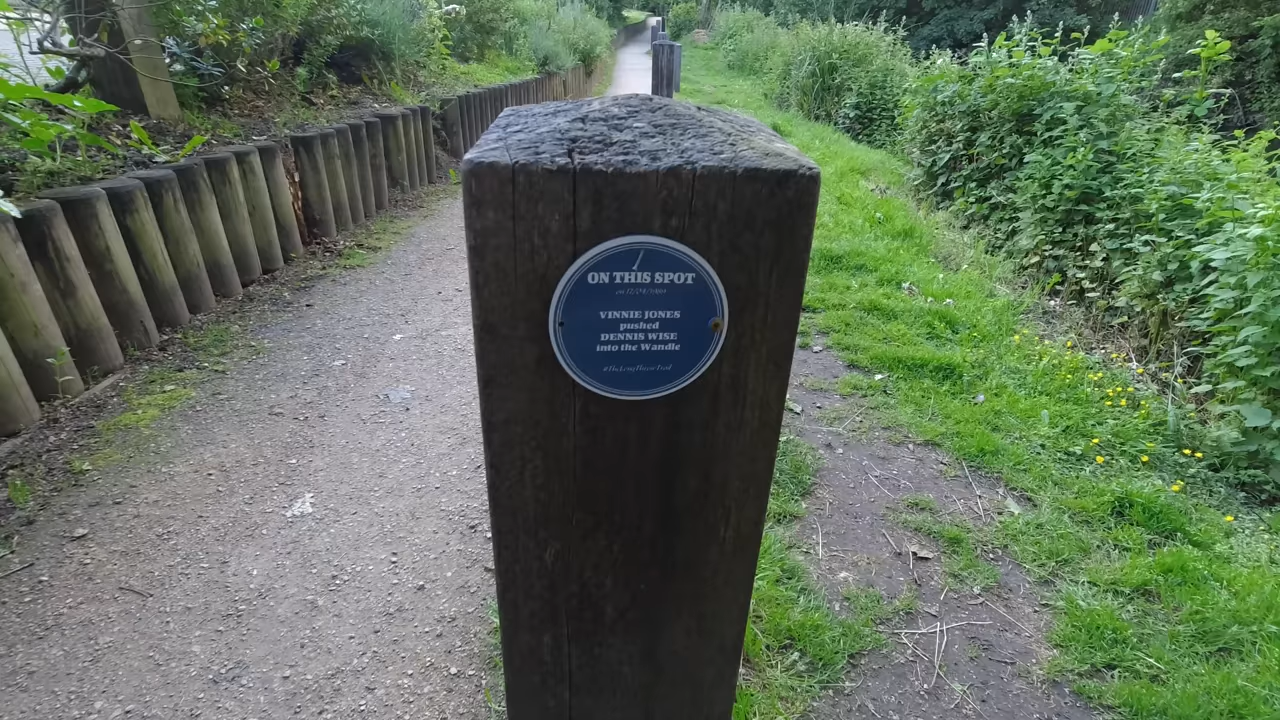 ON THIS SPOT
VINNIE JONES
pushed
DENNIS WISE
into the Wandle